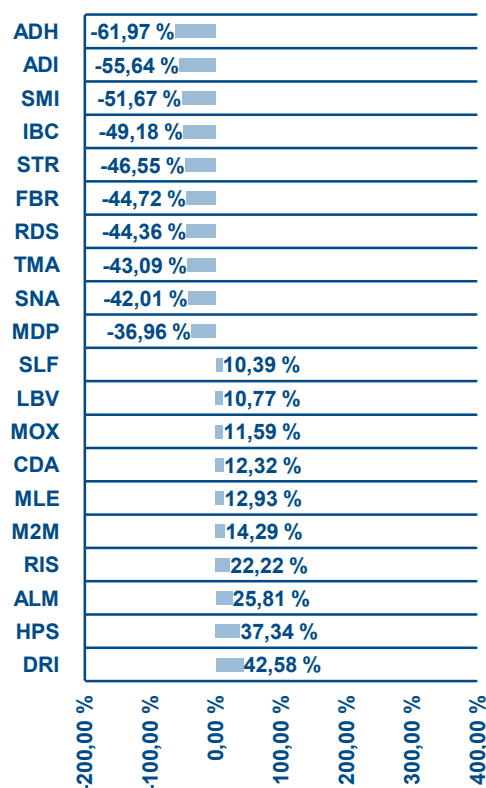 ADH -61,97 %
ADI -55,64 %
SMI -51,67 %
IBC -49,18 %
STR -46,55 %
FBR -44,72 %
RDS -44,36 %
TMA -43,09 %
SNA -42,01 %
MDP -36,96 %
SLF 10,39 %
LBV 10,77 %
MOX 11,59 %
CDA 12,32 %
MLE 12,93 %
M2M 14,29 %
RIS 22,22 %
ALM 25,81 %
HPS 37,34 %
DRI 42,58 %
-200,00 %
-100,00 %
0,00 %
100,00 %
200,00 %
300,00 %
400,00 %